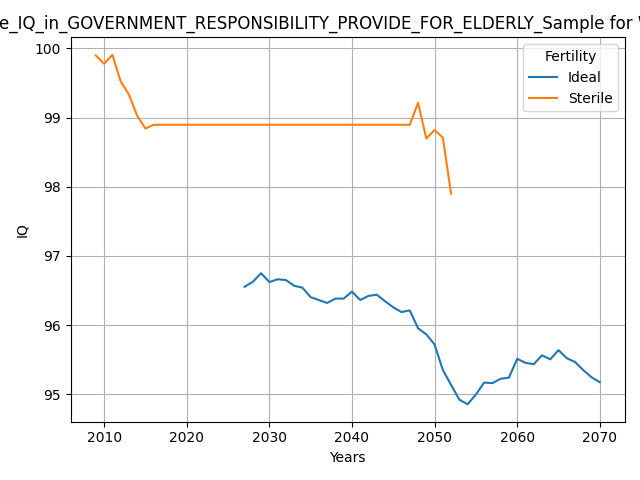 e_IQ_in_GOVERNMENT_RESPONSIBILITY_PROVIDE_FOR_ELDERLY_Sample for
Fertility
Ideal
Sterile
100
99
98
97
96
95
IQ
2010 2020 2030 2040 2050 2060 2070
Years